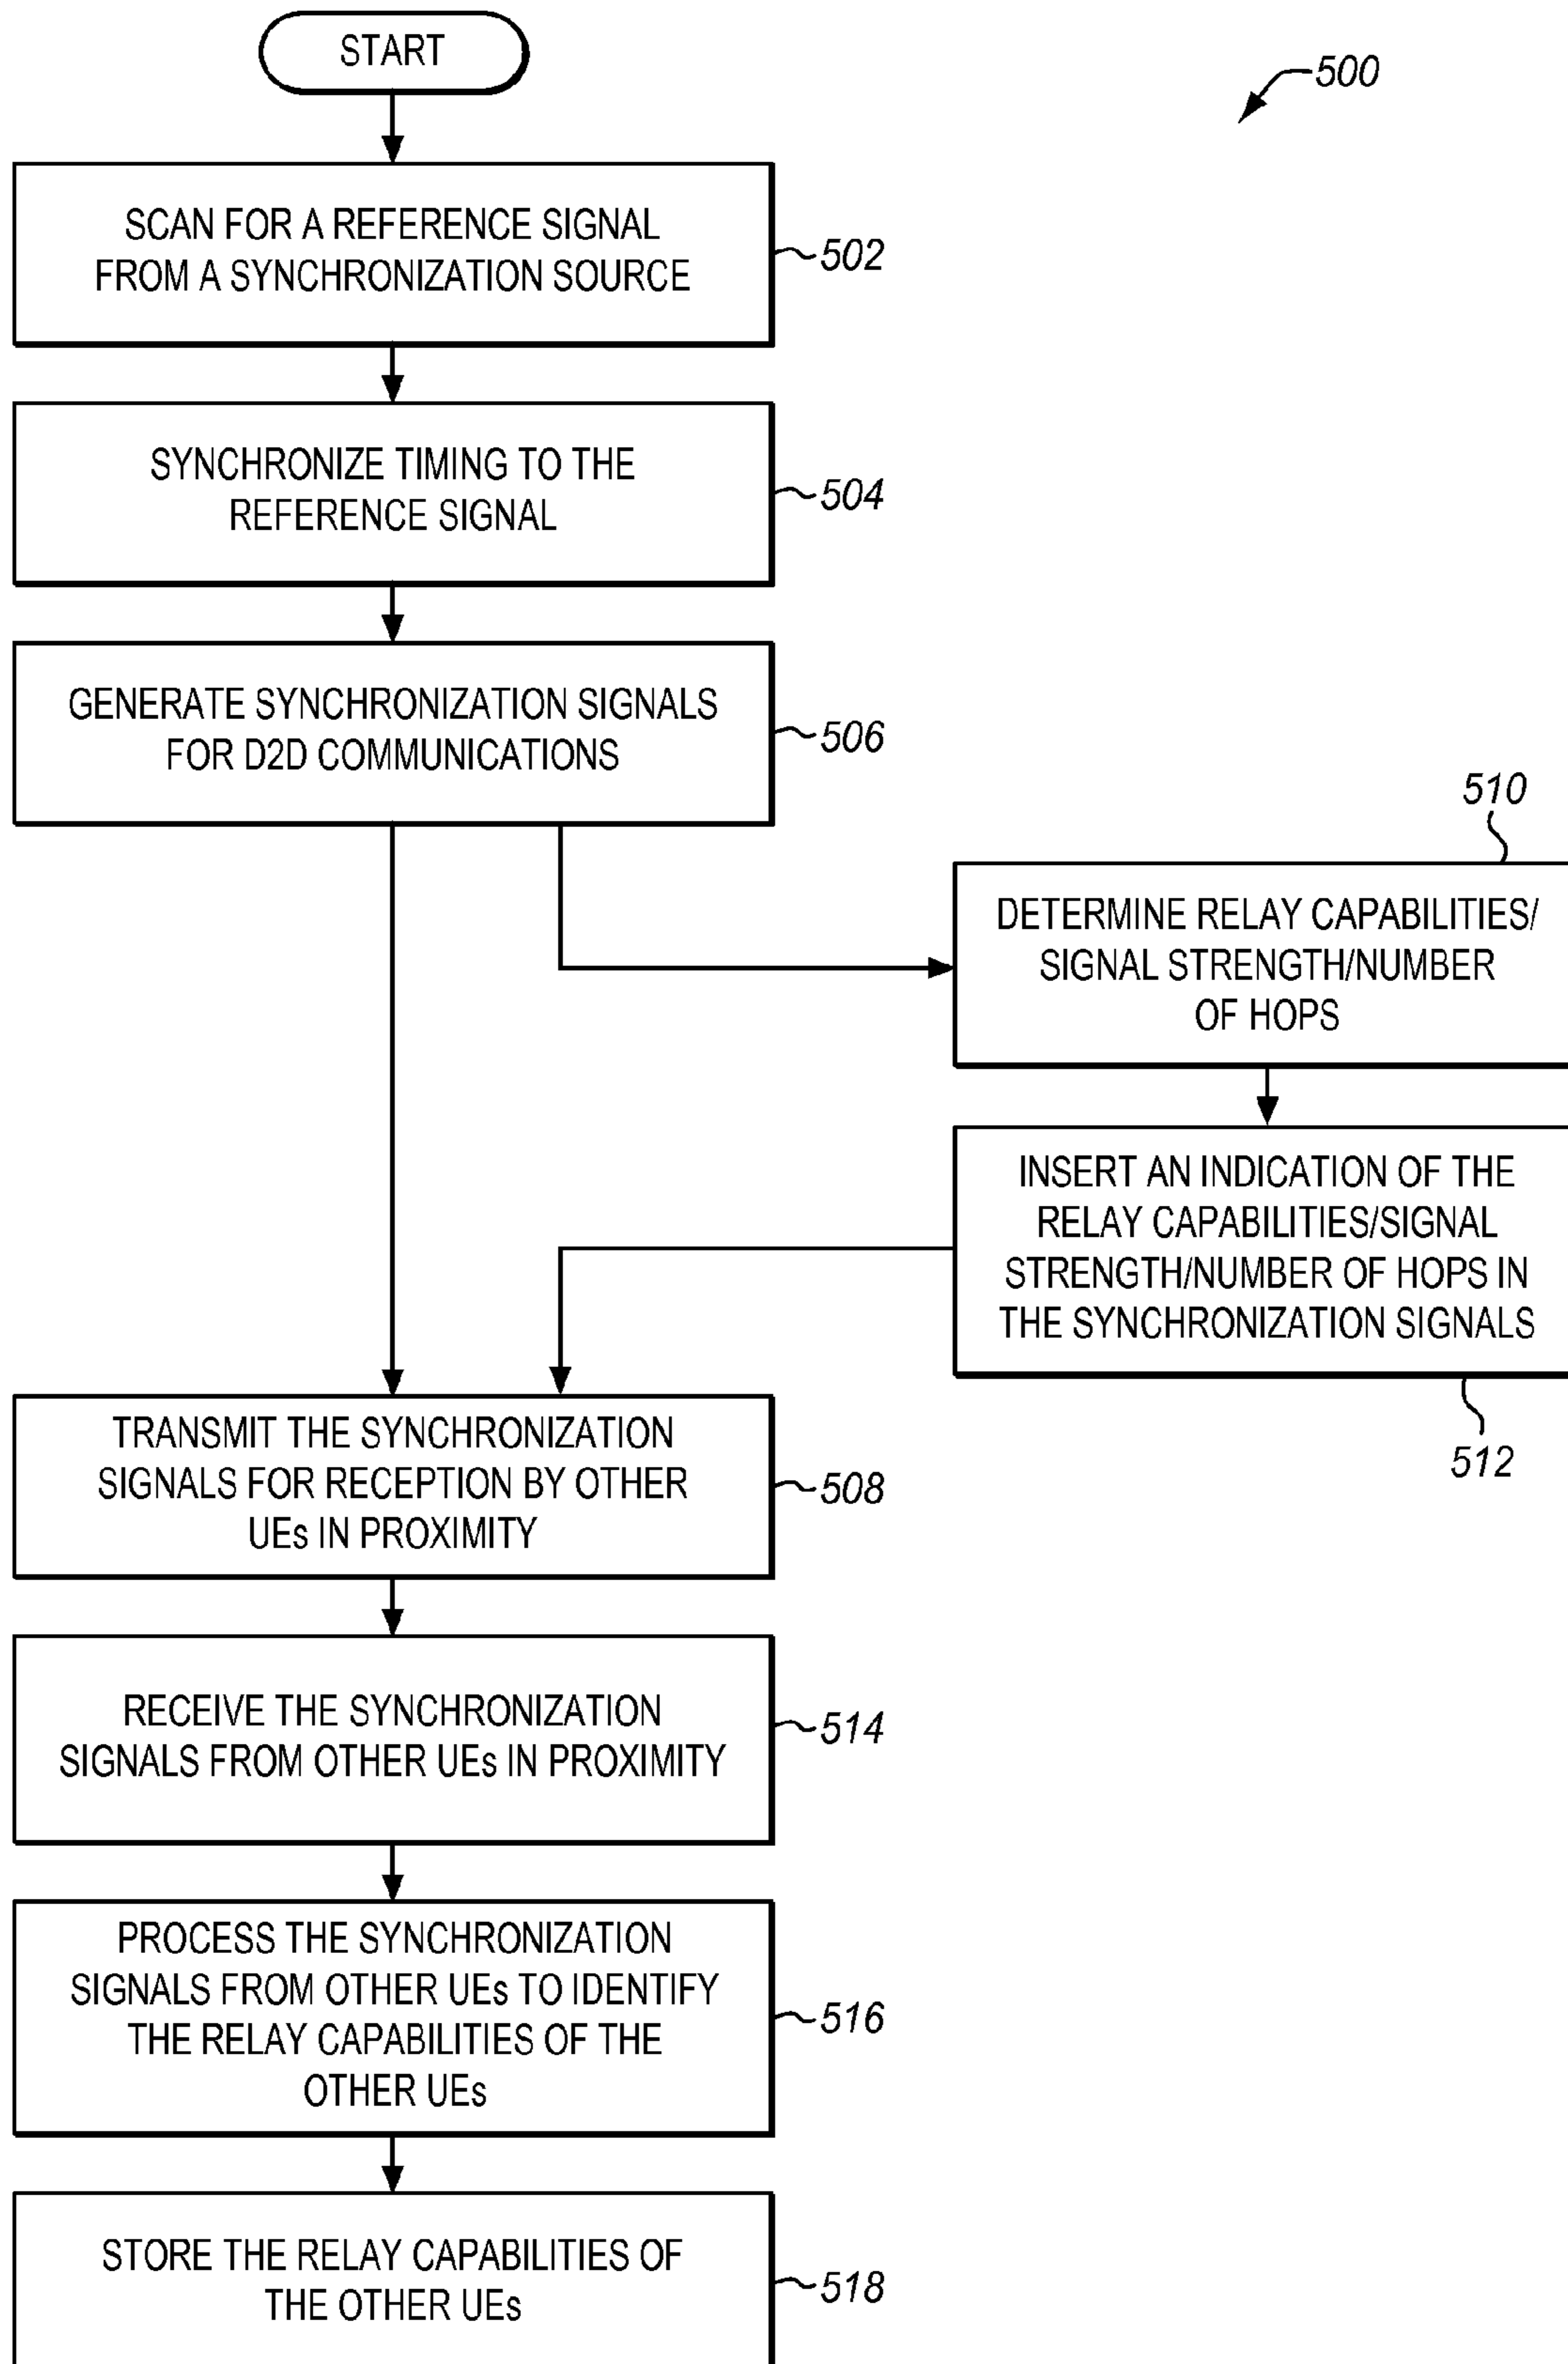 START
500
SCAN FOR A REFERENCE SIGNAL
FROM A SYNCHRONIZATION SOURCE
502
SYNCHRONIZE TIMING TO THE
REFERENCE SIGNAL
504
GENERATE SYNCHRONIZATION SIGNALS
FOR D2D COMMUNICATIONS
506
510
DETERMINE RELAY CAPABILITIES/
SIGNAL STRENGTH/NUMBER
OF HOPS
INSERT AN INDICATION OF THE
RELAY CAPABILITIES/SIGNAL
STRENGTH/NUMBER OF HOPS IN
THE SYNCHRONIZATION SIGNALS
512
TRANSMIT THE SYNCHRONIZATION
SIGNALS FOR RECEPTION BY OTHER
UEs IN PROXIMITY
508
RECEIVE THE SYNCHRONIZATION
SIGNALS FROM OTHER UEs IN PROXIMITY
514
PROCESS THE SYNCHRONIZATION
SIGNALS FROM OTHER UEs TO IDENTIFY
THE RELAY CAPABILITIES OF THE
OTHER UEs
516
STORE THE RELAY CAPABILITIES OF
THE OTHER UEs
518